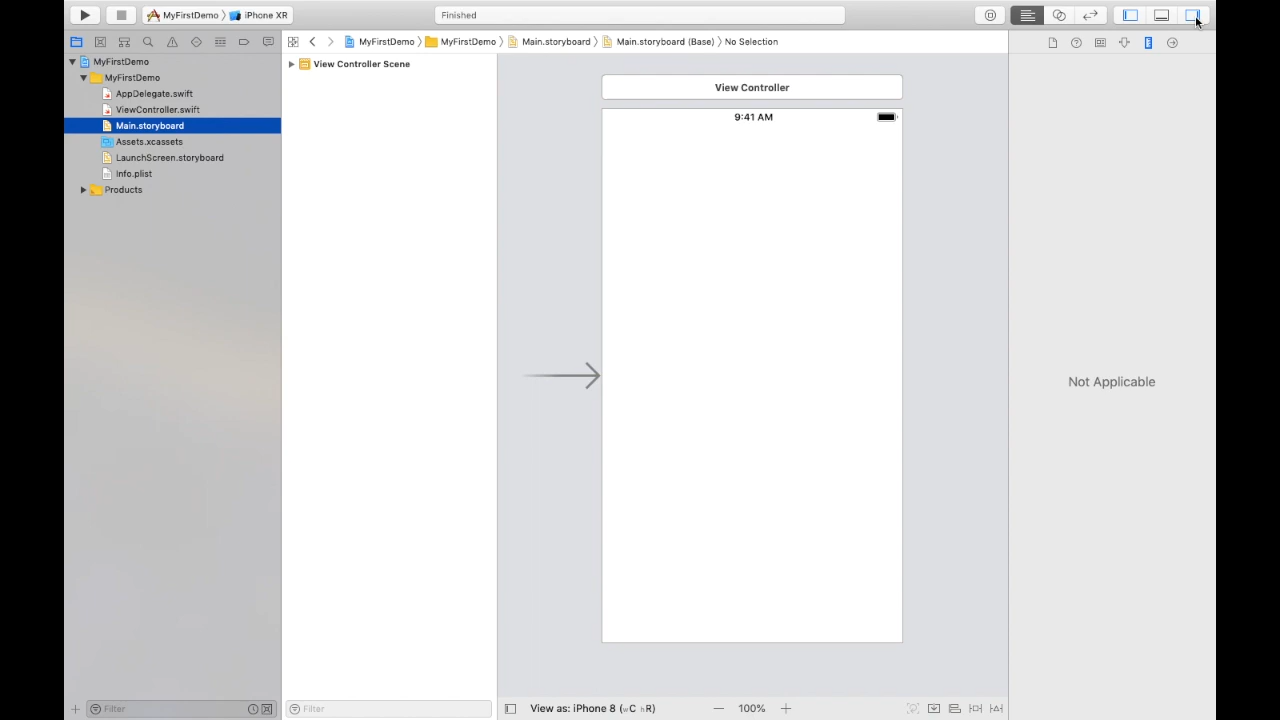 MyFirstDemo 〉 iPhone XR
Finished
MyFirstDemo 〉 MyFirstDemo 〉 Main.storyboard 〉 Main.storyboard (Base) 〉 No Selection
MyFirstDemo
MyFirstDemo
AppDelegate.swift
ViewController.swift
Main.storyboard
Assets.xcassets
LaunchScreen.storyboard
Info.plist
Products
View Controller Scene
View Controller
9:41 AM
Not Applicable
Filter
Filter
View as: iPhone 8 (wC hR)
— 100% +